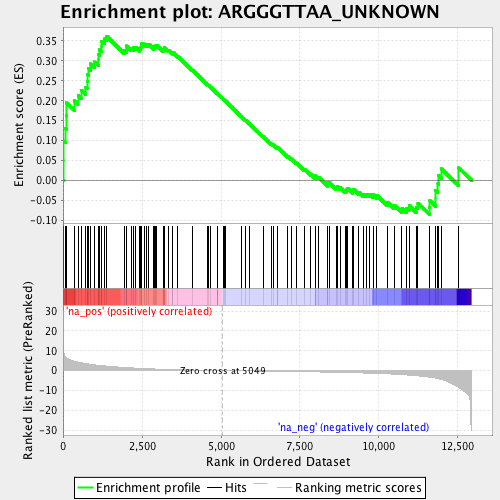 Enrichment plot: ARGGGTTAA_UNKNOWN
Enrichment score (ES)
0.35
0.30
0.25
0.20
0.15
0.10
0.05
0.00
-0.05
-0.10
'na_pos' (positively correlated)
Ranked list metric (PreRanked)
30
20
10
0
-10
-20
-30
Zero cross at 5049
'na_neg' (negatively correlated)
0
2,500
5,000
7,500
10,000
12,500
Rank in Ordered Dataset
Enrichment profile
Hits
Ranking metric scores